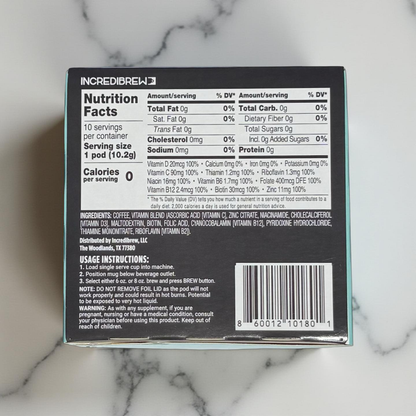 INCREDIBREW
Nutrition Facts
10 servings per container
Serving size
1 pod (10.2g)
Calories per serving 0
Amount/serving % DV*
Total Fat 0g 0%
Sat. Fat 0g 0%
Trans Fat 0g
Cholesterol 0mg 0%
Sodium 0mg 0%
Amount/serving % DV*
Total Carb. 0g 0%
Dietary Fiber 0g 0%
Total Sugars 0g
Incl. 0g Added Sugars 0%
Protein 0g
Vitamin D 20mcg 100% • Calcium 0mg 0% • Iron 0mg 0% • Potassium 0mg 0%
Vitamin C 90mg 100% • Thiamin 1.2mg 100% • Riboflavin 1.3mg 100%
Niacin 16mg 100% • Vitamin B6 1.7mg 100% • Folate 400mcg DFE 100%
Vitamin B12 2.4mcg 100% • Biotin 30mcg 100% • Zinc 11mg 100%
* The % Daily Value (DV) tells you how much a nutrient in a serving of food contributes to a
daily diet. 2,000 calories a day is used for general nutrition advice.
INGREDIENTS: COFFEE, VITAMIN BLEND (ASCORBIC ACID [VITAMIN C], ZINC CITRATE, NIACINAMIDE, CHOLECALCIFEROL
[VITAMIN D3], MALTODEXTRIN, BIOTIN, FOLIC ACID, CYANOCOBALAMIN [VITAMIN B12], PYRIDOXINE HYDROCHLORIDE,
THIAMINE MONONITRATE, RIBOFLAVIN [VITAMIN B2]).
Distributed by Incredibrew, LLC
The Woodlands, TX 77380
USAGE INSTRUCTIONS:
1. Load single serve cup into machine.
2. Position mug below beverage outlet.
3. Select either 6 oz. or 8 oz. brew and press BREW button.
NOTE: DO NOT REMOVE FOIL LID as the pod will not
work properly and could result in hot burns. Potential
to be exposed to very hot liquid.
WARNING: As with any supplement, if you are
pregnant, nursing or have a medical condition, consult
your physician before using this product. Keep out of
reach of children.
8 60012 10180 1